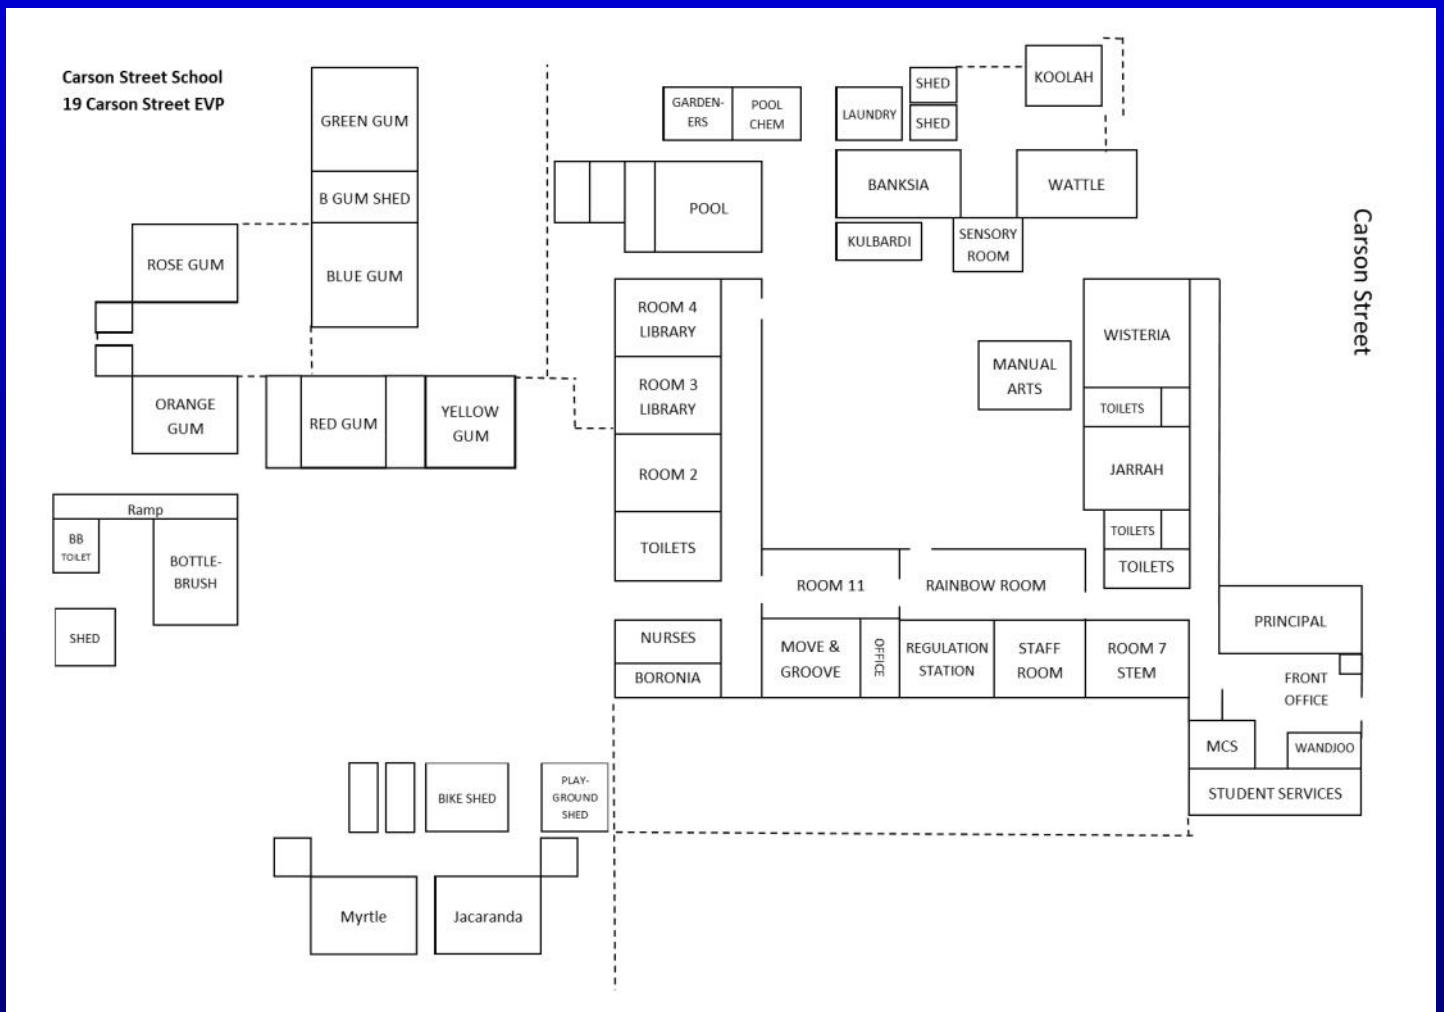 Carson Street School
19 Carson Street EVP
GREEN GUM
B GUM SHED
BLUE GUM
ROSE GUM
ORANGE
GUM
RED GUM
YELLOW
GUM
Ramp
BB
TOILET
BOTTLE-
BRUSH
SHED
GARDEN-
ERS
POOL
CHEM
POOL
LAUNDRY
SHED
SHED
KOOLAH
BANKSIA
WATTLE
KULBARDI
SENSORY
ROOM
Carson Street
ROOM 4
LIBRARY
ROOM 3
LIBRARY
ROOM 2
TOILETS
MANUAL
ARTS
WISTERIA
TOILETS
JARRAH
TOILETS
TOILETS
ROOM 11
RAINBOW ROOM
NURSES
BORONIA
MOVE &
GROOVE
OFFICE
REGULATION
STATION
STAFF
ROOM
ROOM 7
STEM
PRINCIPAL
FRONT
OFFICE
MCS
WANDJOO
STUDENT SERVICES
BIKE SHED
PLAY-
GROUND
SHED
Myrtle
Jacaranda